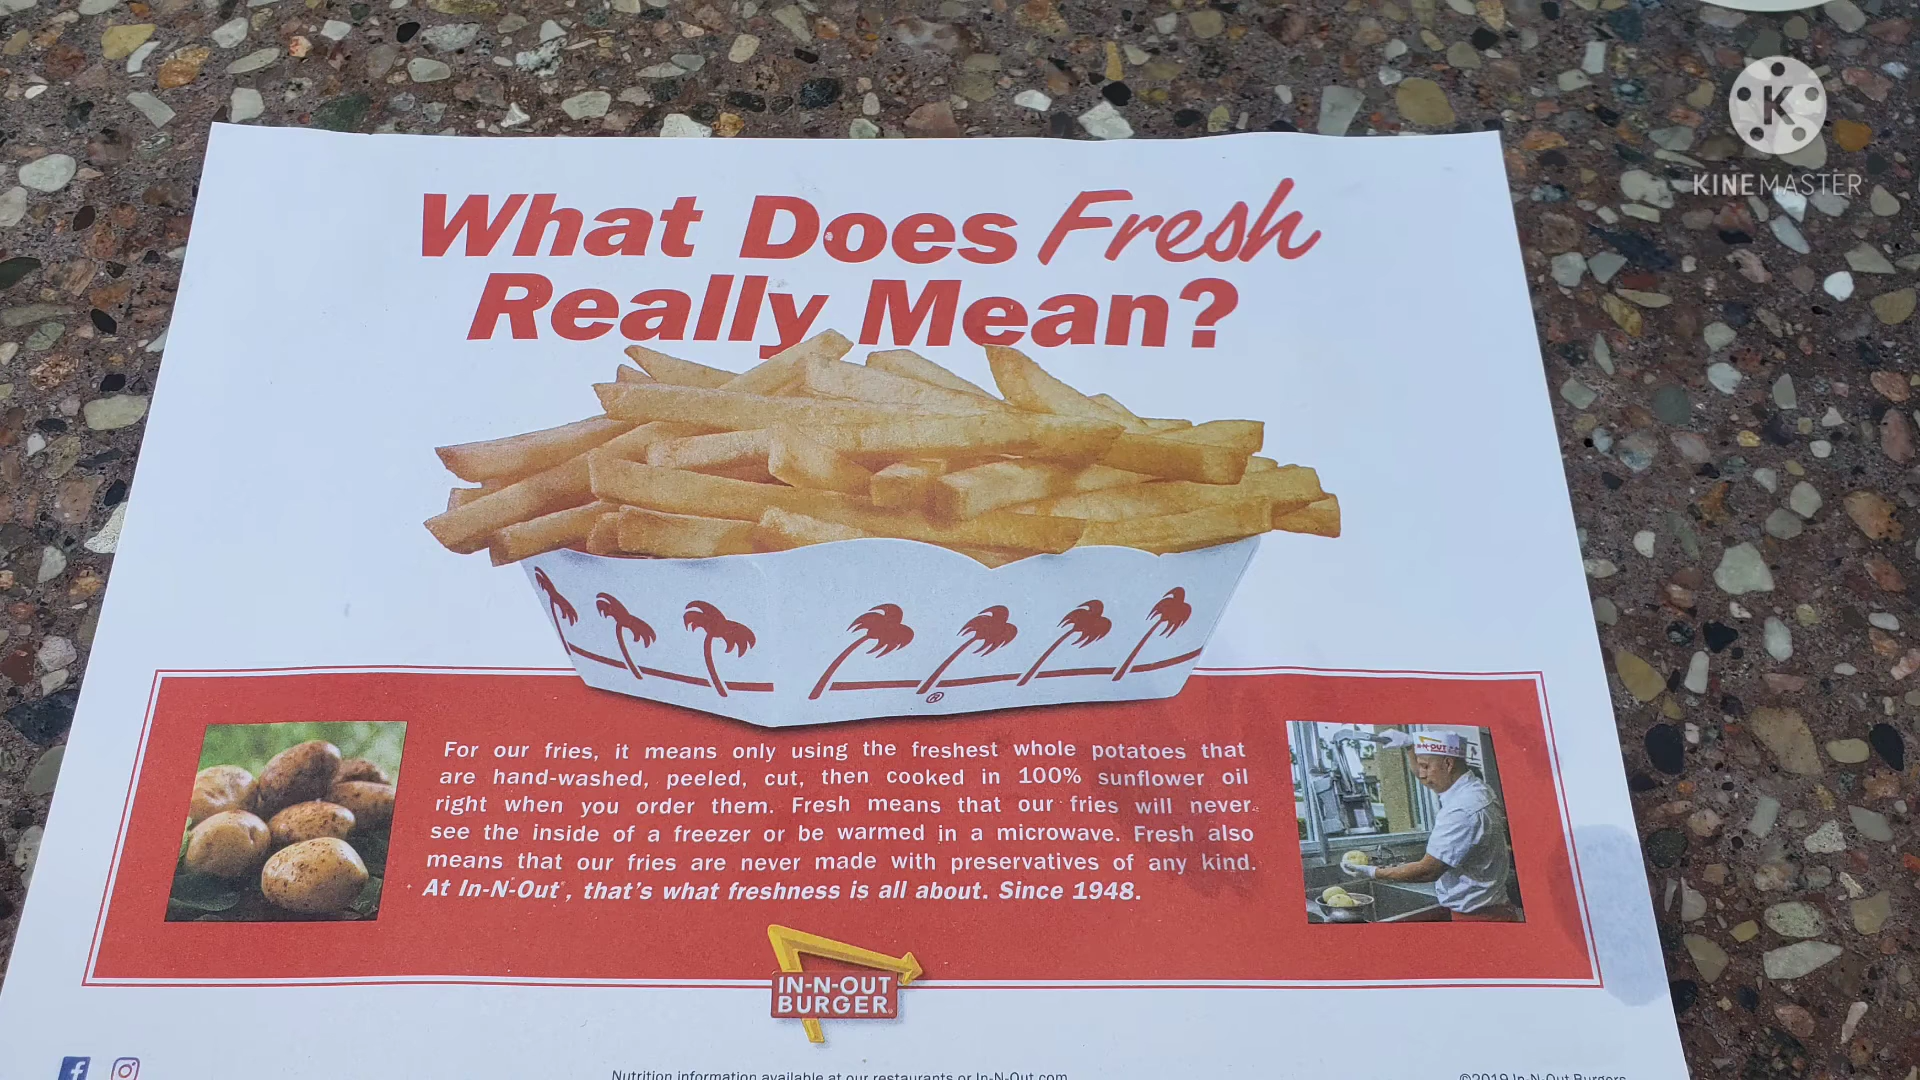 K
KINEMASTER
What Does Fresh
Really Mean?
®
For our fries, it means only using the freshest whole potatoes that
are hand-washed, peeled, cut, then cooked in 100% sunflower oil
right when you order them. Fresh means that our fries will never
see the inside of a freezer or be warmed in a microwave. Fresh also
means that our fries are never made with preservatives of any kind.
At In-N-Out®, that's what freshness is all about. Since 1948.
IN-N-OUT
IN-N-OUT
BURGER®
Nutrition information available at our restaurants or In-N-Out.com
©2019 In-N-Out Burgers